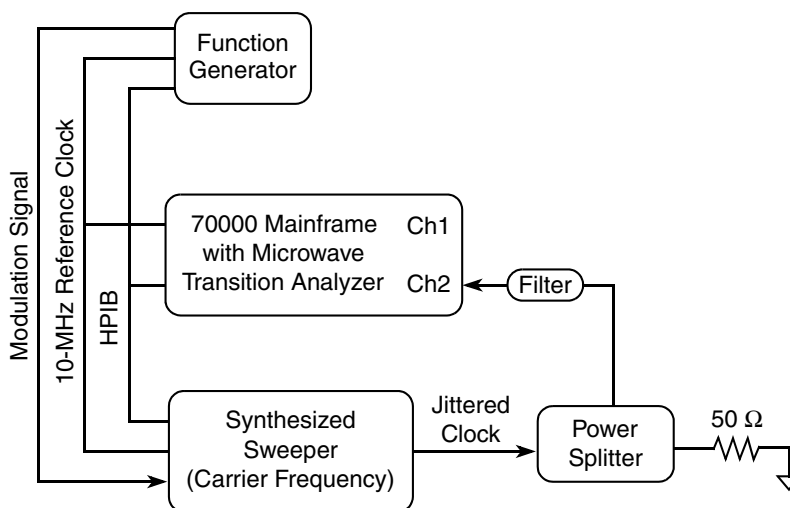 Function
Generator
Modulation Signal
10-MHz Reference Clock
HPIB
70000 Mainframe
with Microwave
Transition Analyzer
Ch1
Ch2
Filter
Synthesized
Sweeper
(Carrier Frequency)
Jittered
Clock
Power
Splitter
50 Ω